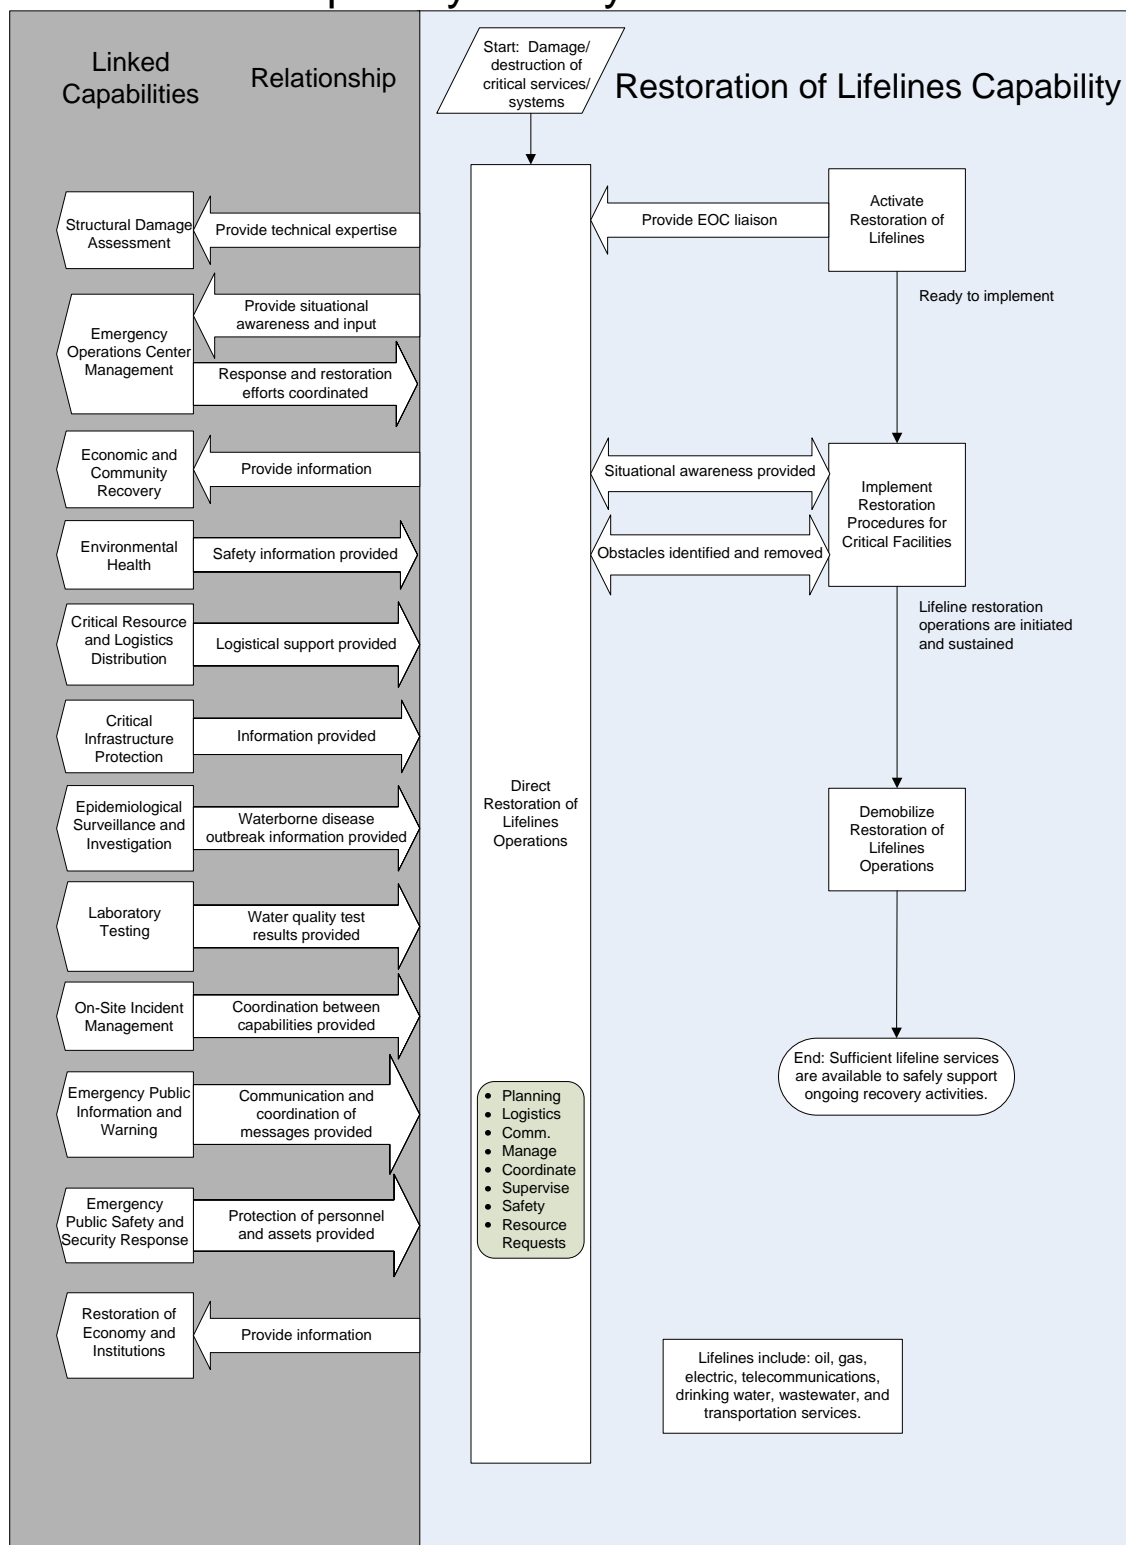 Linked
Capabilities
Relationship
Start: Damage/
destruction of
critical services/
systems
Restoration of Lifelines Capability
Structural Damage
Assessment
Provide technical expertise
Provide EOC liaison
Activate
Restoration of
Lifelines
Ready to implement
Emergency
Operations Center
Management
Provide situational
awareness and input
Response and restoration
efforts coordinated
Economic and
Community
Recovery
Provide information
Situational awareness provided
Obstacles identified and removed
Implement
Restoration
Procedures for
Critical Facilities
Environmental
Health
Safety information provided
Lifeline restoration
operations are initiated
and sustained
Critical Resource
and Logistics
Distribution
Logistical support provided
Critical
Infrastructure
Protection
Information provided
Direct
Restoration of
Lifelines
Operations
Demobilize
Restoration of
Lifelines
Operations
Epidemiological
Surveillance and
Investigation
Waterborne disease
outbreak information provided
Laboratory
Testing
Water quality test
results provided
On-Site Incident
Management
Coordination between
capabilities provided
End: Sufficient lifeline services
are available to safely support
ongoing recovery activities.
Emergency Public
Information and
Warning
Communication and
coordination of
messages provided
• Planning
• Logistics
• Comm.
• Manage
• Coordinate
• Supervise
• Safety
• Resource
Requests
Emergency
Public Safety and
Security Response
Protection of personnel
and assets provided
Restoration of
Economy and
Institutions
Provide information
Lifelines include: oil, gas,
electric, telecommunications,
drinking water, wastewater, and
transportation services.